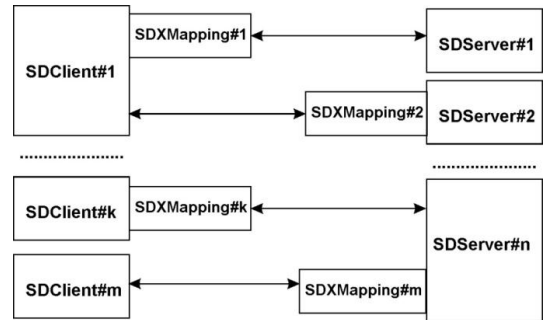 SDXMapping#1
SDClient#1
SDServer#1
SDXMapping#2
SDServer#2
SDClient#k
SDXMapping#k
SDServer#n
SDClient#m
SDXMapping#m